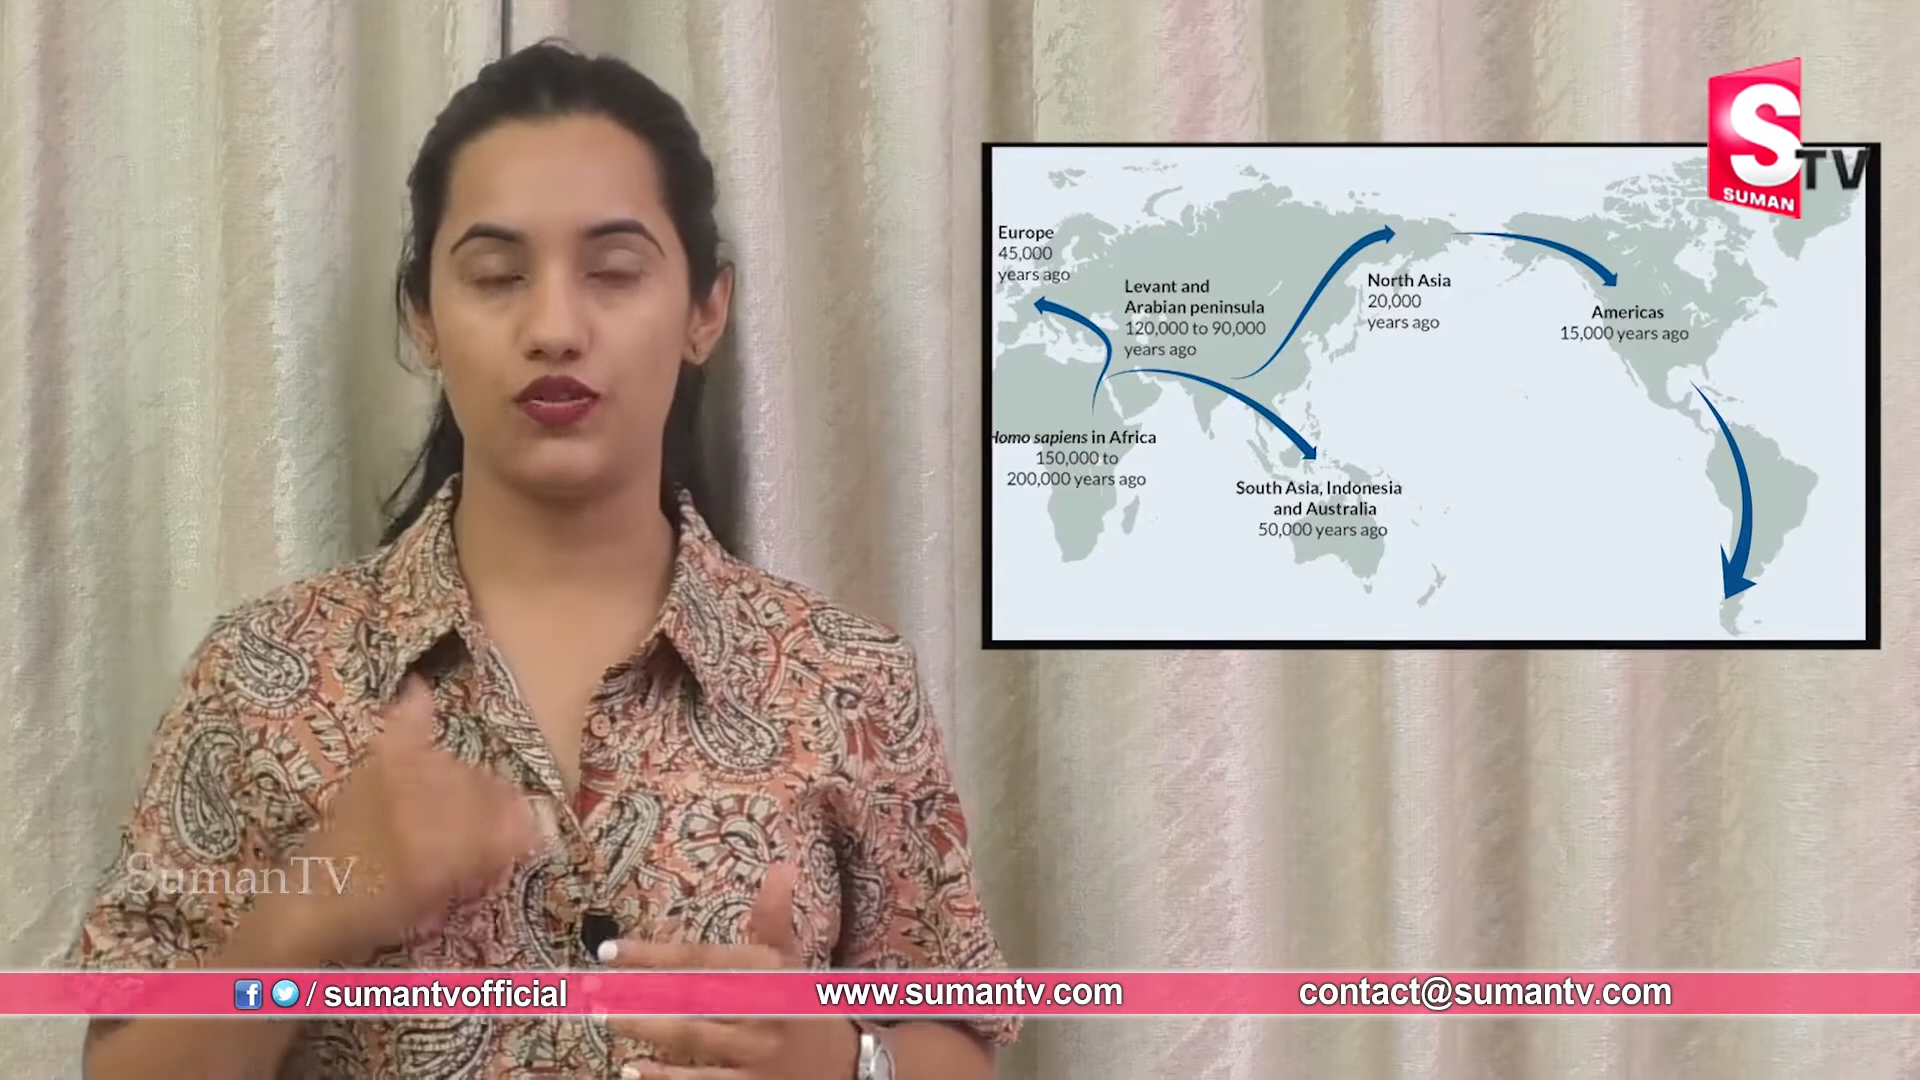 S
TV
SUMAN
Europe
45,000
years ago
Levant and
Arabian peninsula
120,000 to 90,000
years ago
North Asia
20,000
years ago
Americas
15,000 years ago
Homo sapiens in Africa
150,000 to
200,000 years ago
South Asia, Indonesia
and Australia
50,000 years ago
SumanTV
/ sumantvofficial
www.sumantv.com
contact@sumantv.com